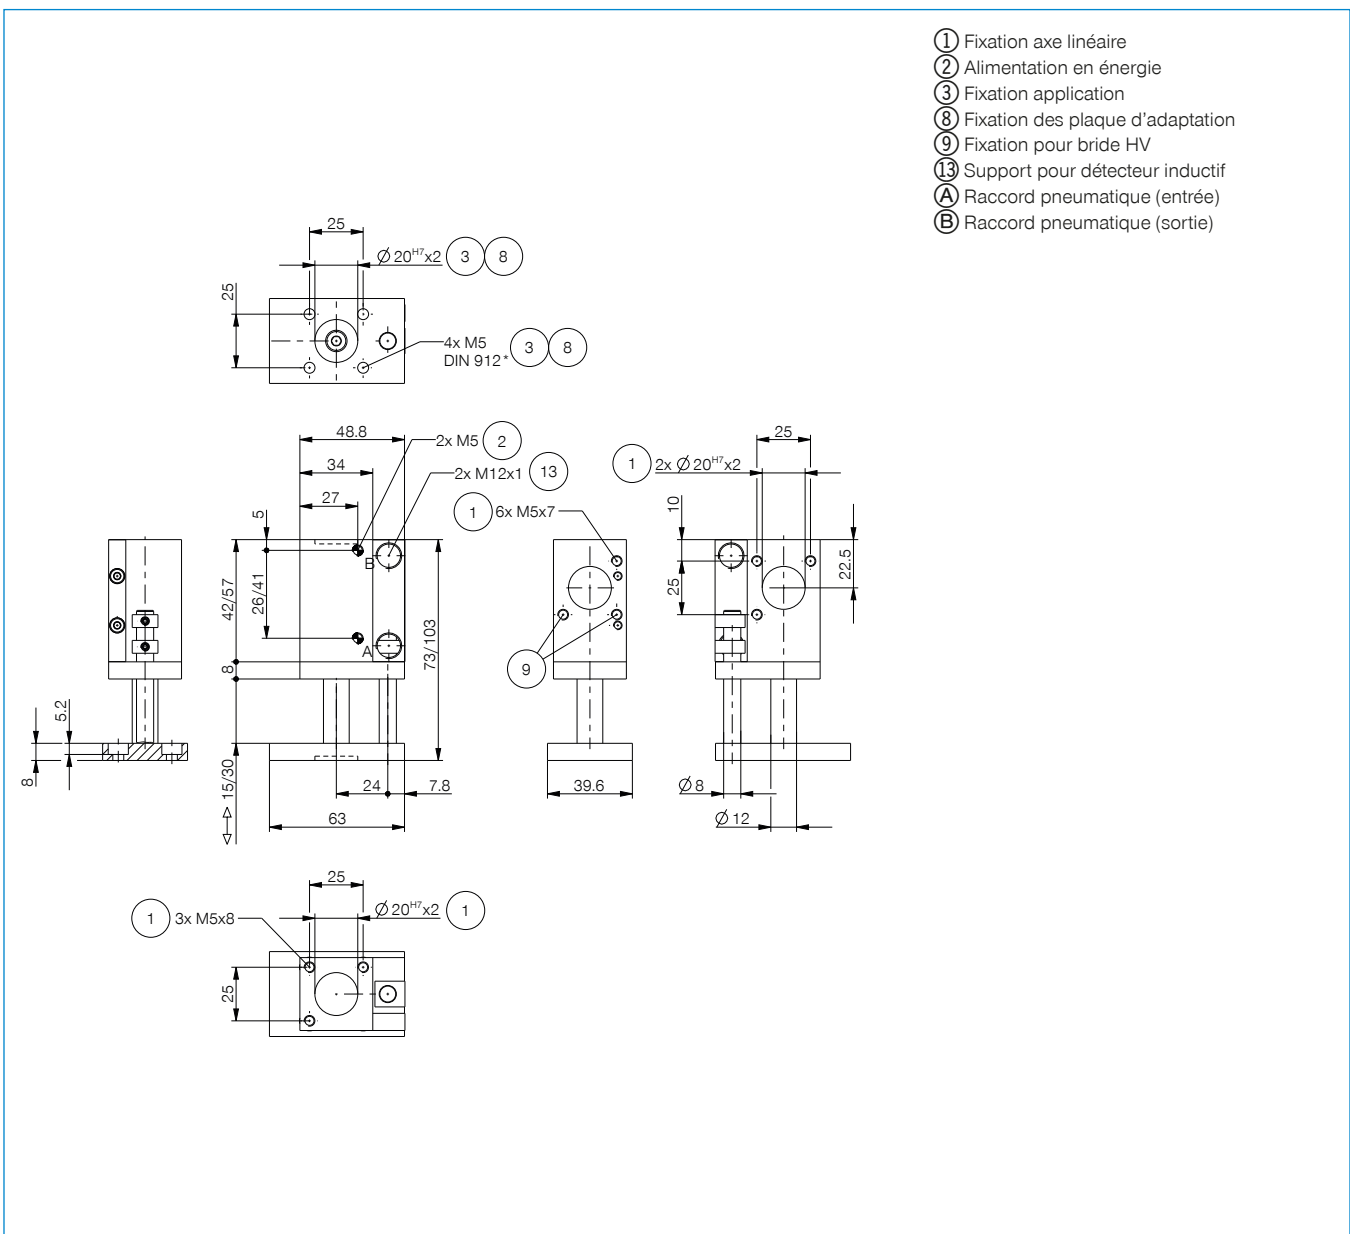 1 Fixation axe linéaire
2 Alimentation en énergie
3 Fixation application
8 Fixation des plaque d'adaptation
9 Fixation pour bride HV
13 Support pour détecteur inductif
A Raccord pneumatique (entrée)
B Raccord pneumatique (sortie)
25
Ø 20H7x2 3 8
25
4x M5 3 8
DIN 912*
48.8
2x M5 2
34
2x M12x1 13
27
1 6x M5x7
5
B
42/57
26/41
A
73/103
8
5.2
8
15/30
24
7.8
63
9
39.6
25
1 2x Ø 20H7x2
10
25
22.5
Ø 8
Ø 12
25
1 3x M5x8
Ø 20H7x2 1
25